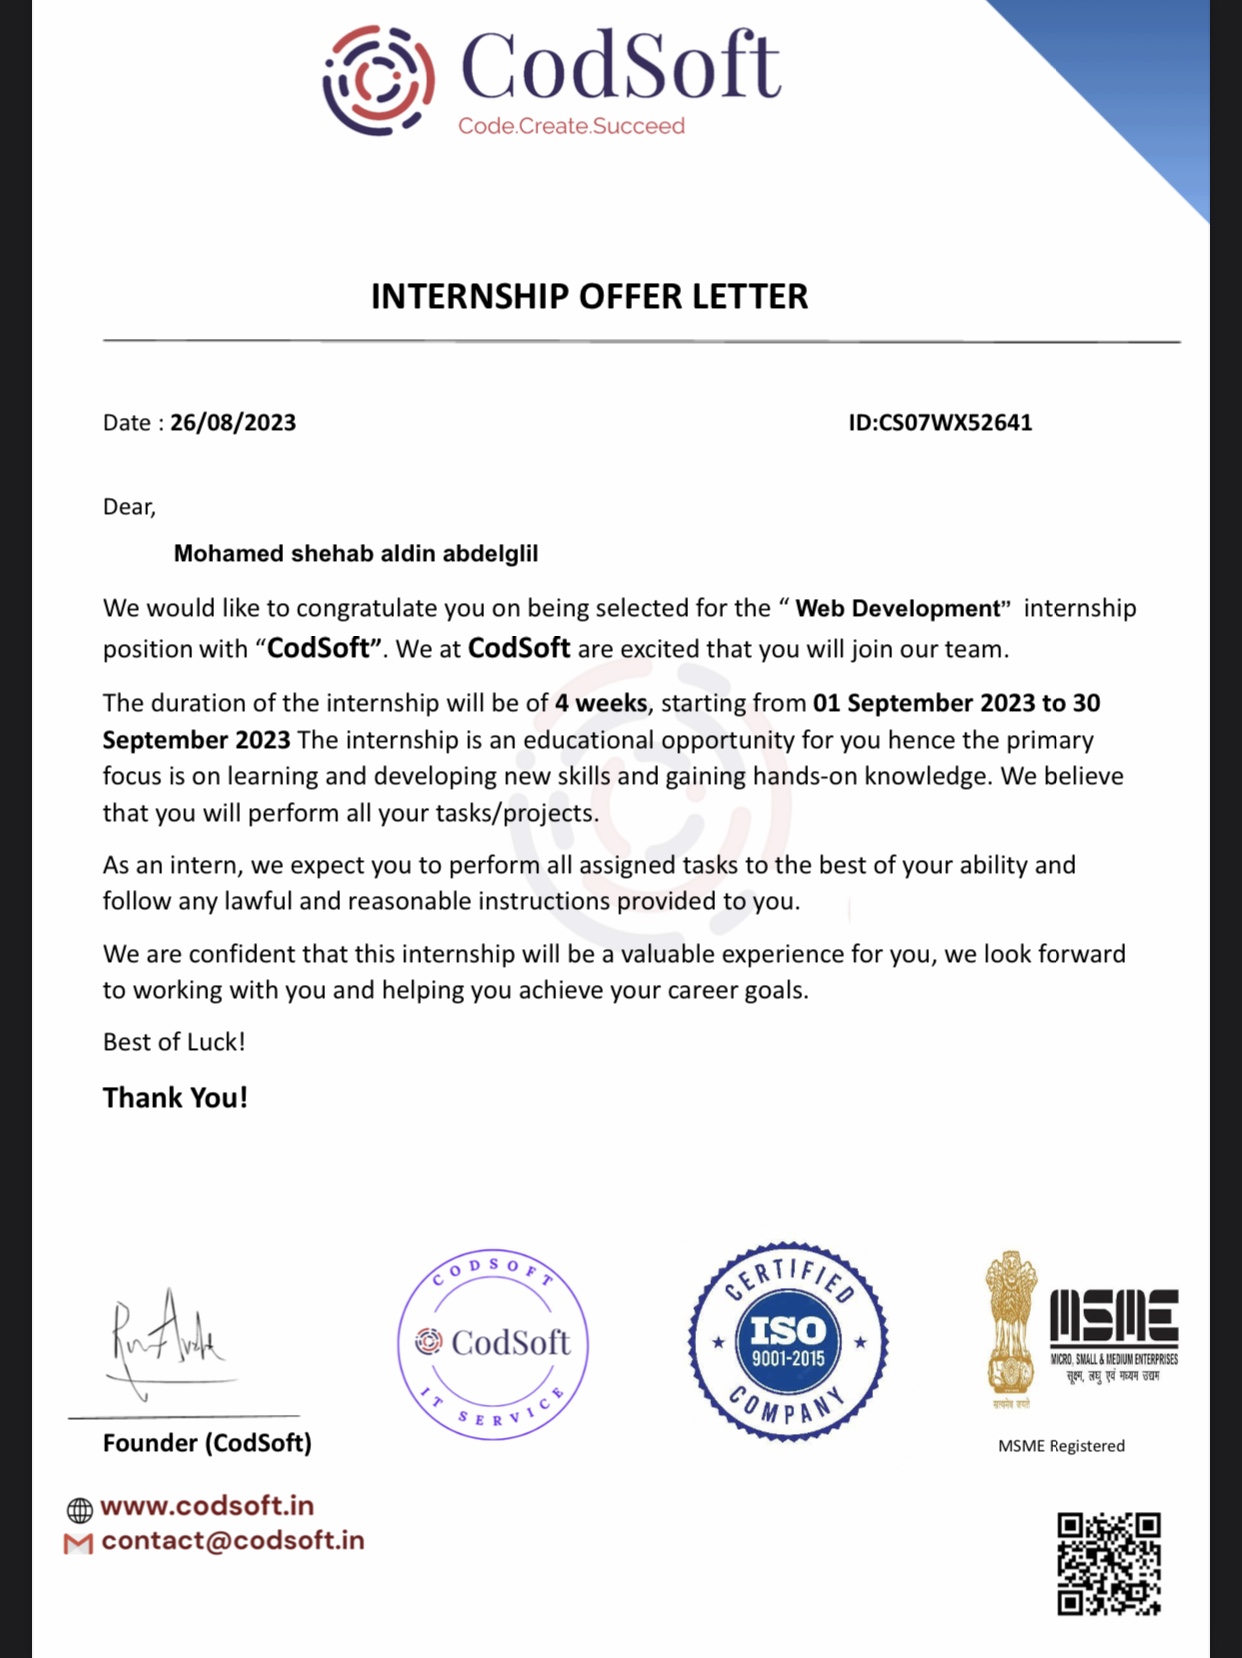 CodSoft
Code.Create.Succeed
INTERNSHIP OFFER LETTER
Date : 26/08/2023 ID:CS07WX52641
Dear,
Mohamed shehab aldin abdelglil
We would like to congratulate you on being selected for the “ Web Development” internship
position with “CodSoft”. We at CodSoft are excited that you will join our team.
The duration of the internship will be of 4 weeks, starting from 01 September 2023 to 30
September 2023 The internship is an educational opportunity for you hence the primary
focus is on learning and developing new skills and gaining hands-on knowledge. We believe
that you will perform all your tasks/projects.
As an intern, we expect you to perform all assigned tasks to the best of your ability and
follow any lawful and reasonable instructions provided to you.
We are confident that this internship will be a valuable experience for you, we look forward
to working with you and helping you achieve your career goals.
Best of Luck!
Thank You!
Founder (CodSoft)
CODSOFT
CodSoft
IT SERVICE
CERTIFIED
ISO
9001-2015
COMPANY
सत्यमेव जयते
MSME
MICRO, SMALL & MEDIUM ENTERPRISES
सूक्ष्म, लघु एवं मध्यम उद्यम
MSME Registered
www.codsoft.in
contact@codsoft.in